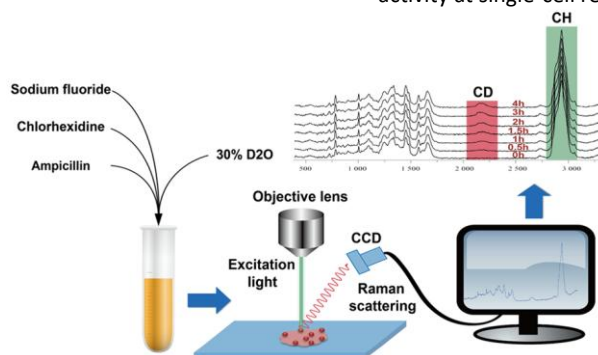 activity at single-cell re
CH
Sodium fluoride
CD
4h
3h
2h
1.5h
1h
0.5h
0h
Chlorhexidine
500
1 000
1 500
2 000
2 500
3 000
Ampicillin
30% D2O
Objective lens
CCD
Excitation
light
Raman
scattering